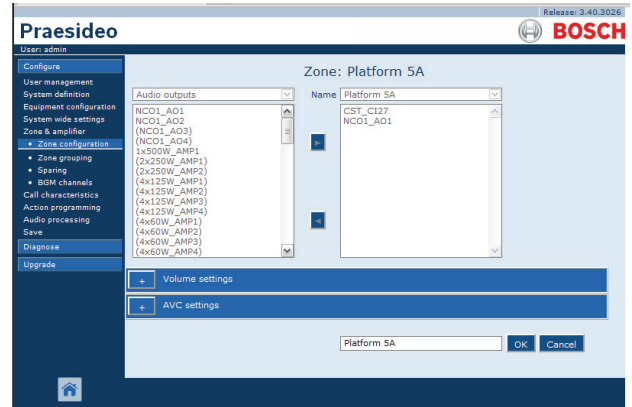 Release: 3.40.3026
Praesideo
BOSCH
User: admin
Configure
User management
System definition
Equipment configuration
System wide settings
Zone & amplifier
• Zone configuration
• Zone grouping
• Sparing
• BGM channels
Call characteristics
Action programming
Audio processing
Save
Diagnose
Upgrade
Zone: Platform 5A
Audio outputs
NCO1_AO1
NCO1_AO2
(NCO1_AO3)
(NCO1_AO4)
1x500W_AMP1
(2x250W_AMP1)
(2x250W_AMP2)
(4x125W_AMP1)
(4x125W_AMP2)
(4x125W_AMP3)
(4x125W_AMP4)
(4x60W_AMP1)
(4x60W_AMP2)
(4x60W_AMP3)
(4x60W_AMP4)
Name Platform 5A
CST_CI27
NCO1_AO1
+ Volume settings
+ AVC settings
Platform 5A
OK Cancel